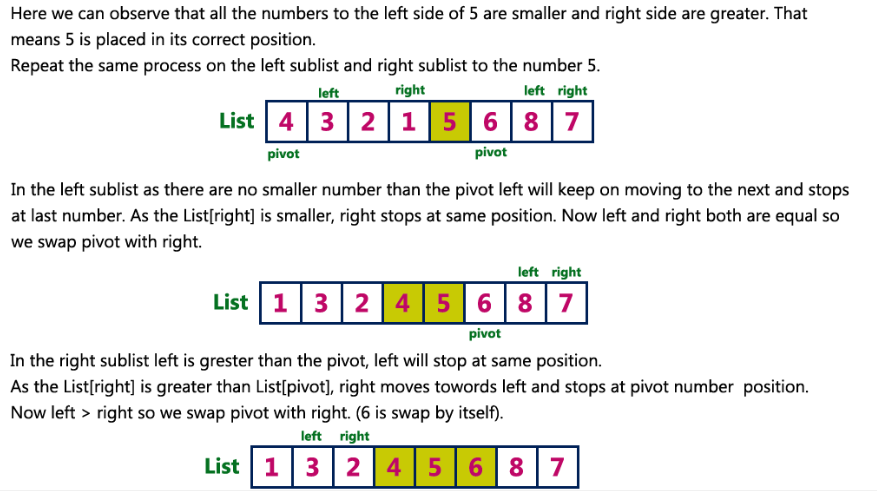 Here we can observe that all the numbers to the left side of 5 are smaller and right side are greater. That
means 5 is placed in its correct position.
Repeat the same process on the left sublist and right sublist to the number 5.
left right left right
List 4 3 2 1 5 6 8 7
pivot pivot
In the left sublist as there are no smaller number than the pivot left will keep on moving to the next and stops
at last number. As the List[right] is smaller, right stops at same position. Now left and right both are equal so
we swap pivot with right.
left right
List 1 3 2 4 5 6 8 7
pivot
In the right sublist left is grester than the pivot, left will stop at same position.
As the List[right] is greater than List[pivot], right moves towords left and stops at pivot number position.
Now left > right so we swap pivot with right. (6 is swap by itself).
left right
List 1 3 2 4 5 6 8 7